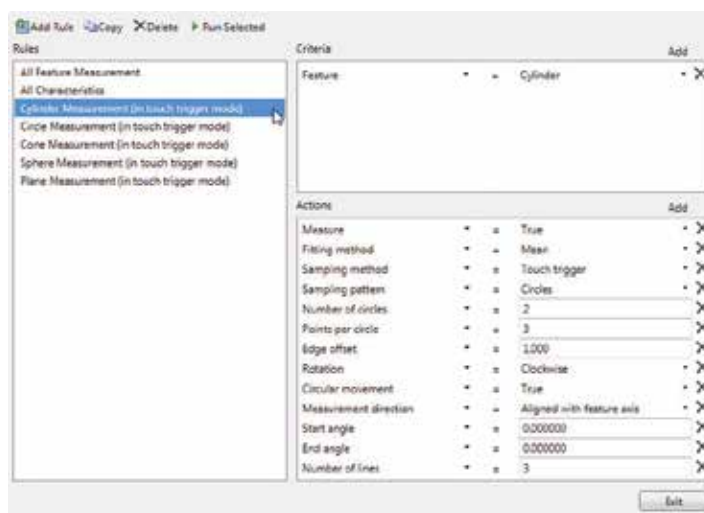 Add Rule Copy Delete Run Selected
Rules
All Feature Measurement
All Characteristics
Cylinder Measurement (in touch trigger mode)
Circle Measurement (in touch trigger mode)
Cone Measurement (in touch trigger mode)
Sphere Measurement (in touch trigger mode)
Plane Measurement (in touch trigger mode)
Criteria Add
Feature = Cylinder
Actions Add
Measure = True
Fitting method = Mean
Sampling method = Touch trigger
Sampling pattern = Circles
Number of circles = 2
Points per circle = 3
Edge offset = 1.000
Rotation = Clockwise
Circular movement = True
Measurement direction = Aligned with feature axis
Start angle = 0.000000
End angle = 0.000000
Number of lines = 3
Exit